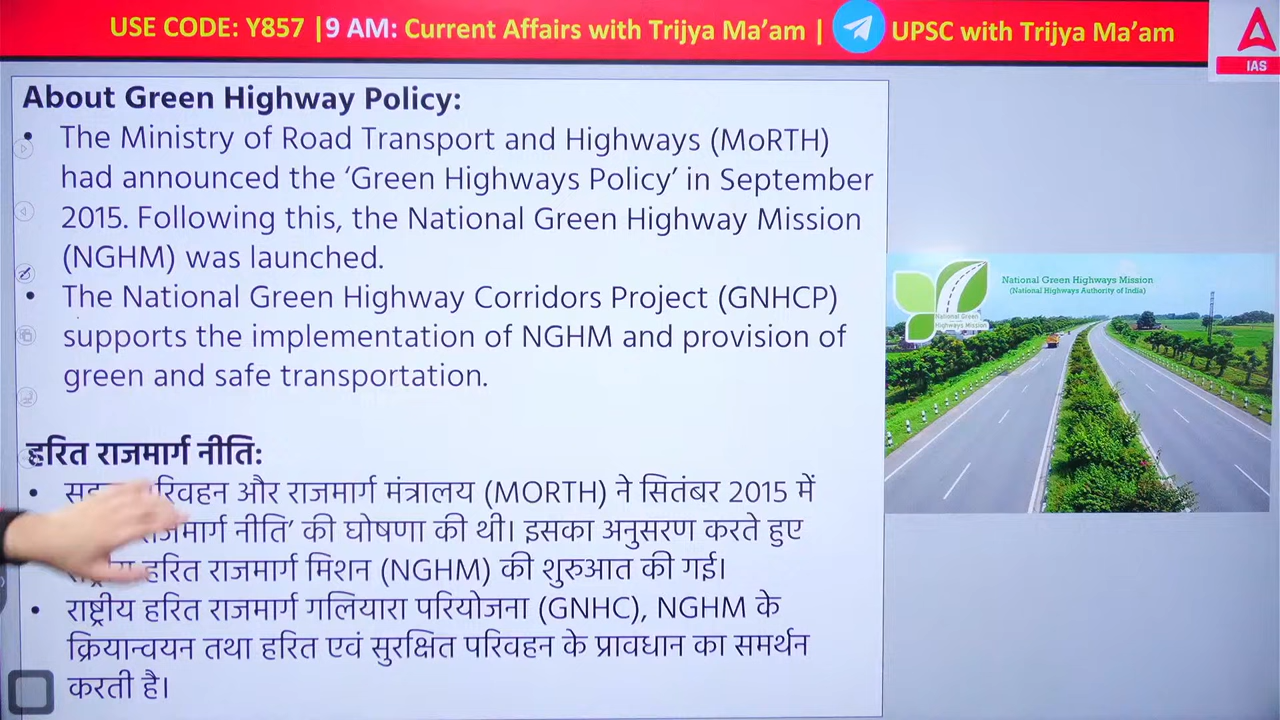 USE CODE: Y857 |9 AM: Current Affairs with Trijya Ma’am | UPSC with Trijya Ma’am
IAS
About Green Highway Policy:
• The Ministry of Road Transport and Highways (MoRTH)
had announced the ‘Green Highways Policy’ in September
2015. Following this, the National Green Highway Mission
(NGHM) was launched.
• The National Green Highway Corridors Project (GNHCP)
supports the implementation of NGHM and provision of
green and safe transportation.
National Green Highways Mission
(National Highways Authority of India)
National Green
Highways Mission
हरित राजमार्ग नीति:
• और राजमार्ग मंत्रालय (MORTH) ने सितंबर 2015 में
नीति’ की घोषणा की थी। इसका अनुसरण करते हुए
हरित राजमार्ग मिशन (NGHM) की शुरुआत की गई।
• राष्ट्रीय हरित राजमार्ग गलियारा परियोजना (GNHC), NGHM के
क्रियान्वयन तथा हरित एवं सुरक्षित परिवहन के प्रावधान का समर्थन
करती है।